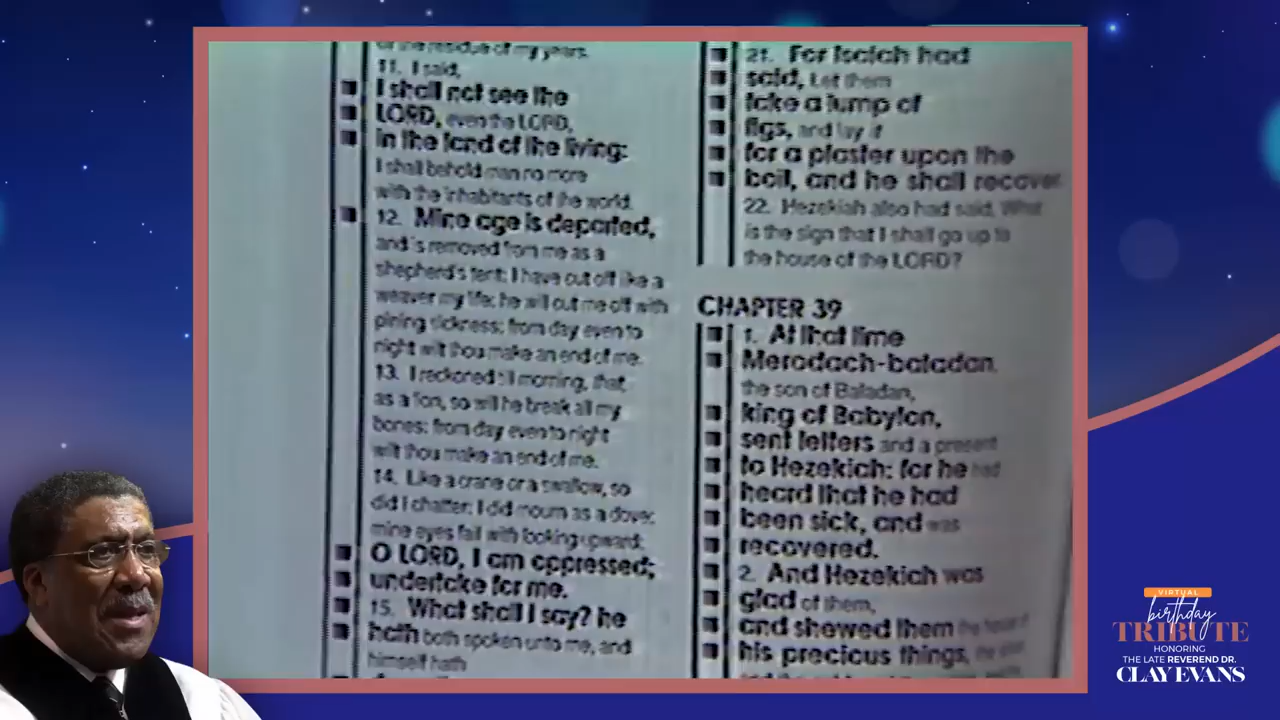 of the residue of my years.
11. I said,
I shall not see the
LORD, even the LORD,
in the land of the living:
I shall behold man no more
with the inhabitants of the world.
12. Mine age is departed,
and is removed from me as a
shepherd's tent: I have cut off like a
weaver my life: he will cut me off with
pining sickness: from day even to
night wilt thou make an end of me.
13. I reckoned till morning, that,
as a lion, so will he break all my
bones: from day even to night
wilt thou make an end of me.
14. Like a crane or a swallow, so
did I chatter: I did mourn as a dove:
mine eyes fail with looking upward:
O LORD, I am oppressed;
undertake for me.
15. What shall I say? he
hath both spoken unto me, and
himself hath
21. For Isaiah had
said, Let them
take a lump of
figs, and lay it
for a plaster upon the
boil, and he shall recover
22. Hezekiah also had said, What
is the sign that I shall go up to
the house of the LORD?
CHAPTER 39
1. At that time
Merodach-baladan,
the son of Baladan,
king of Babylon,
sent letters and a present
to Hezekiah: for he had
heard that he had
been sick, and was
recovered.
2. And Hezekiah was
glad of them,
and shewed them the house
his precious things,
VIRTUAL
birthday
TRIBUTE
HONORING
THE LATE REVEREND DR.
CLAY EVANS